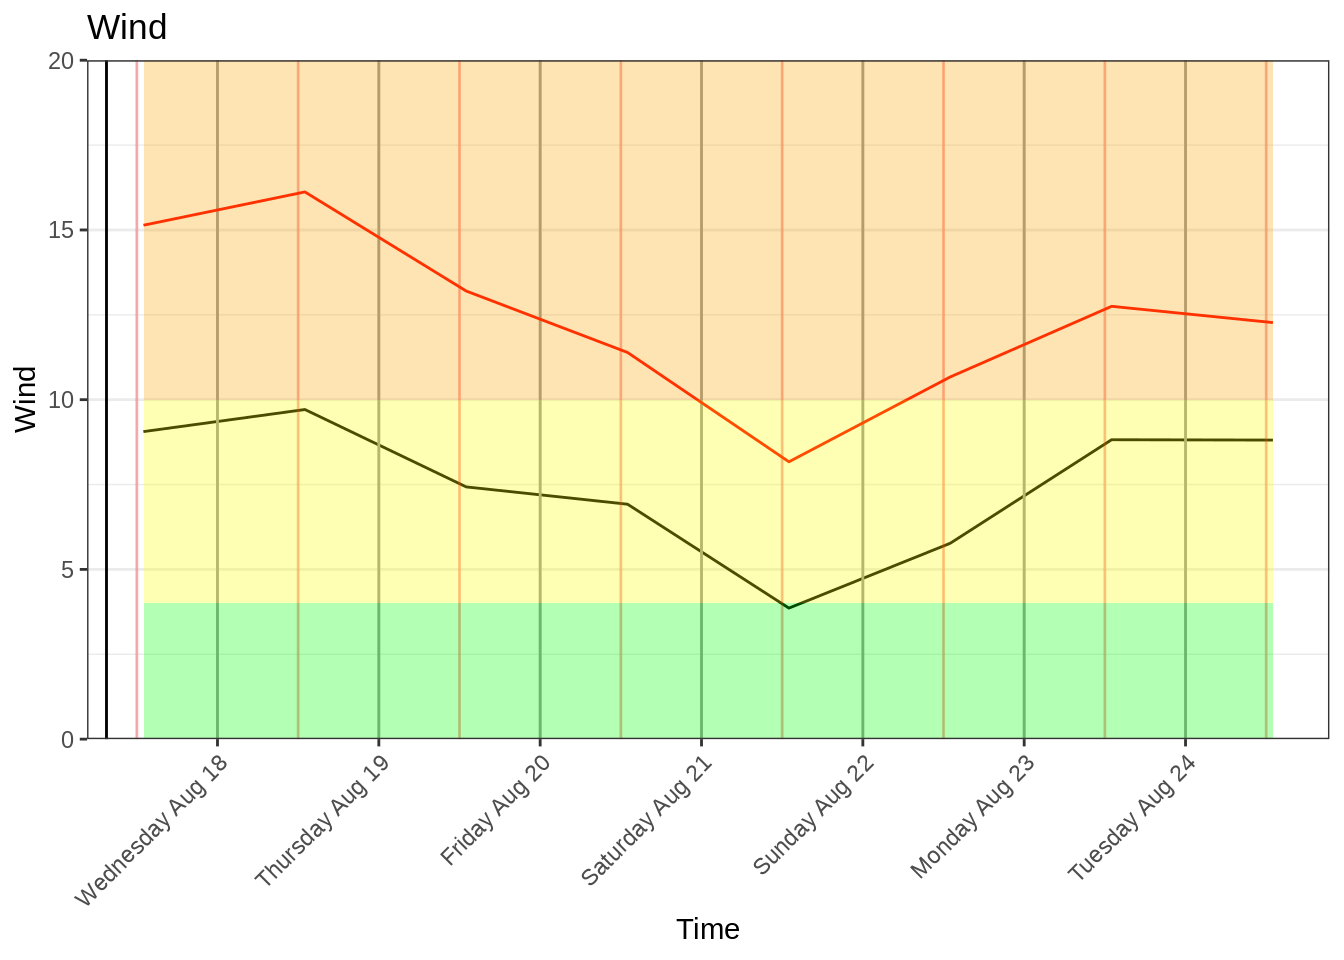 Wind
20
15
10
5
0
Wind
Wednesday Aug 18
Thursday Aug 19
Friday Aug 20
Saturday Aug 21
Sunday Aug 22
Monday Aug 23
Tuesday Aug 24
Time